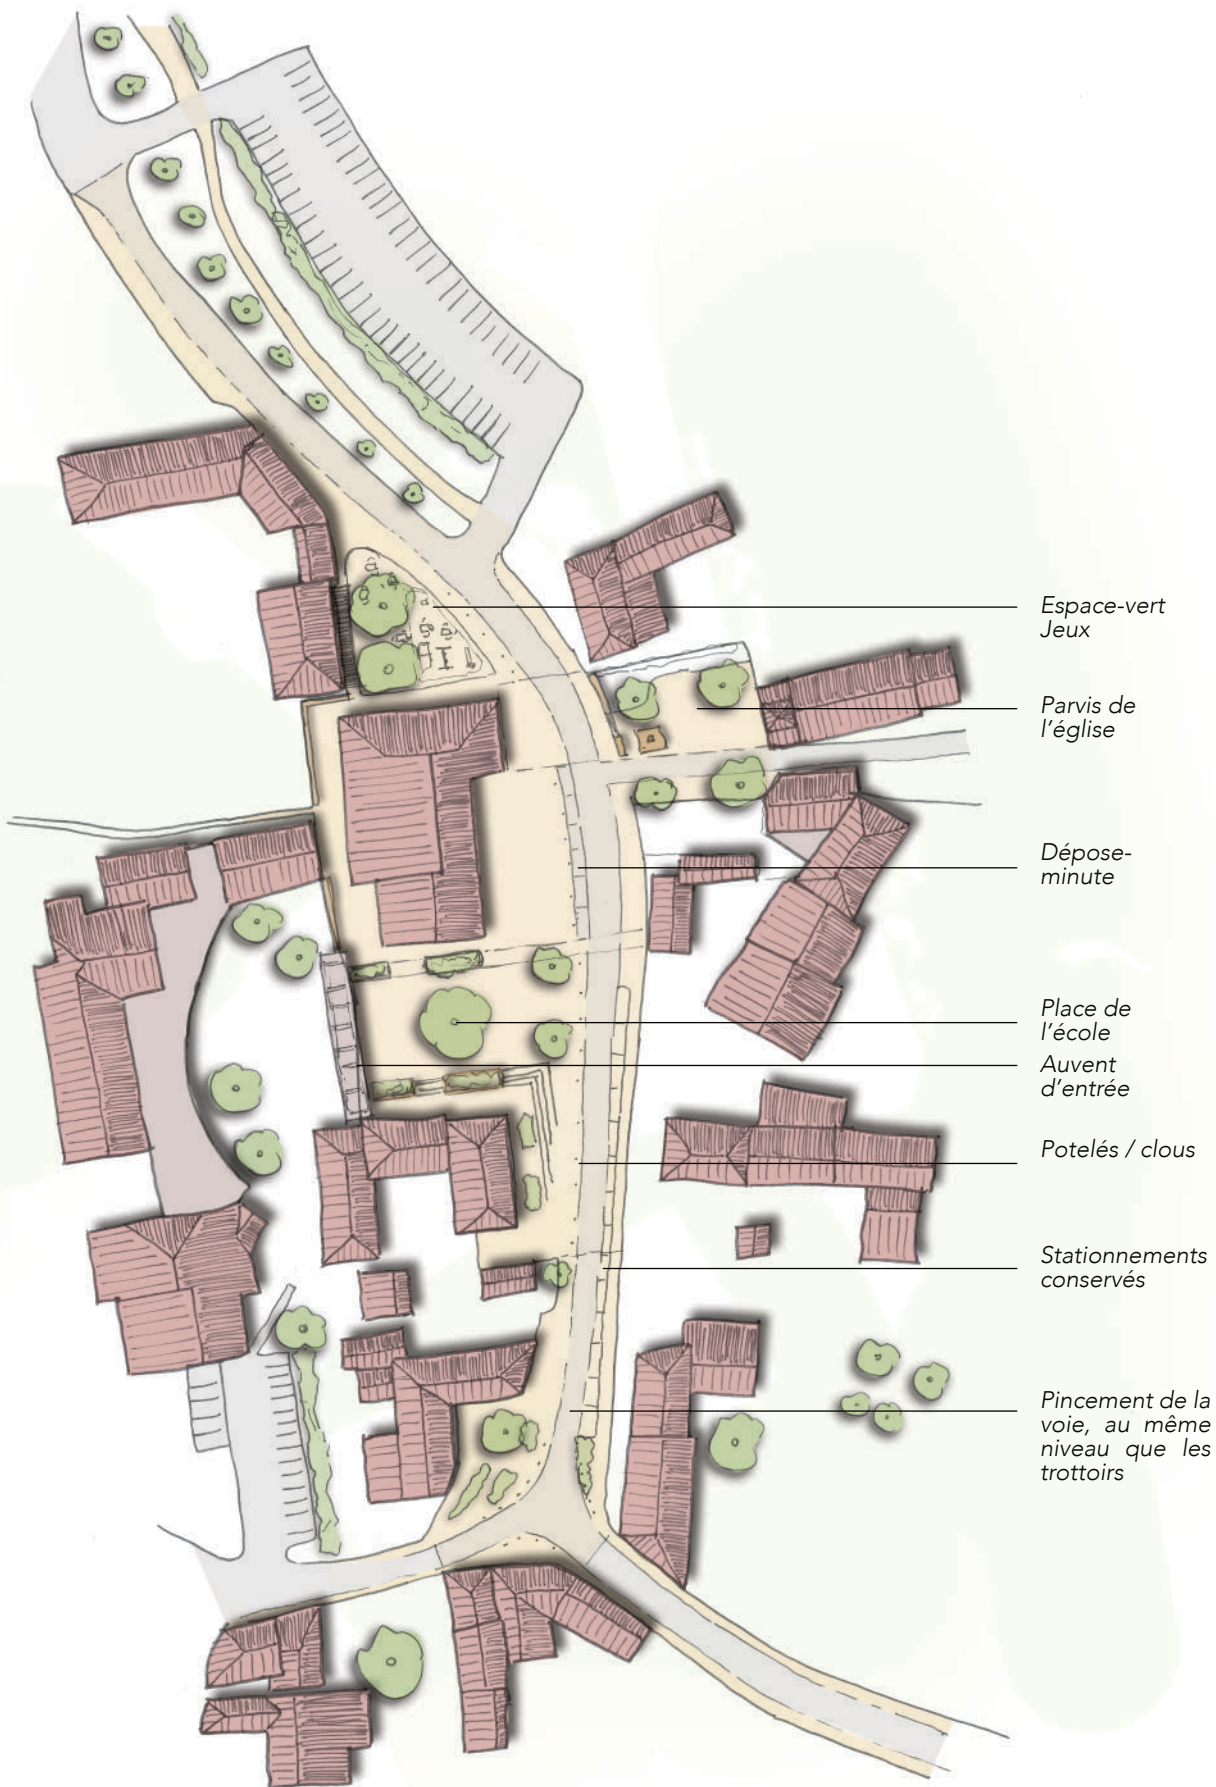 Espace-vert
Jeux
Parvis de
l'église
Dépose-
minute
Place de
l'école
Auvent
d'entrée
Potelés / clous
Stationnements
conservés
Pincement de la
voie, au même
niveau que les
trottoirs